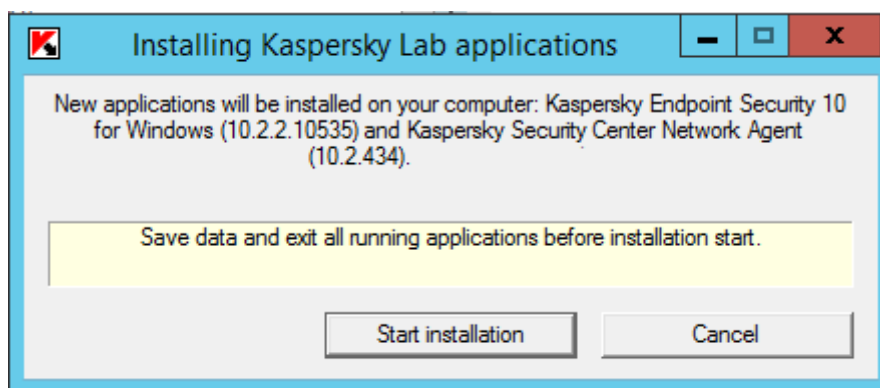 Installing Kaspersky Lab applications
New applications will be installed on your computer: Kaspersky Endpoint Security 10
for Windows (10.2.2.10535) and Kaspersky Security Center Network Agent
(10.2.434).
Save data and exit all running applications before installation start.
Start installation
Cancel